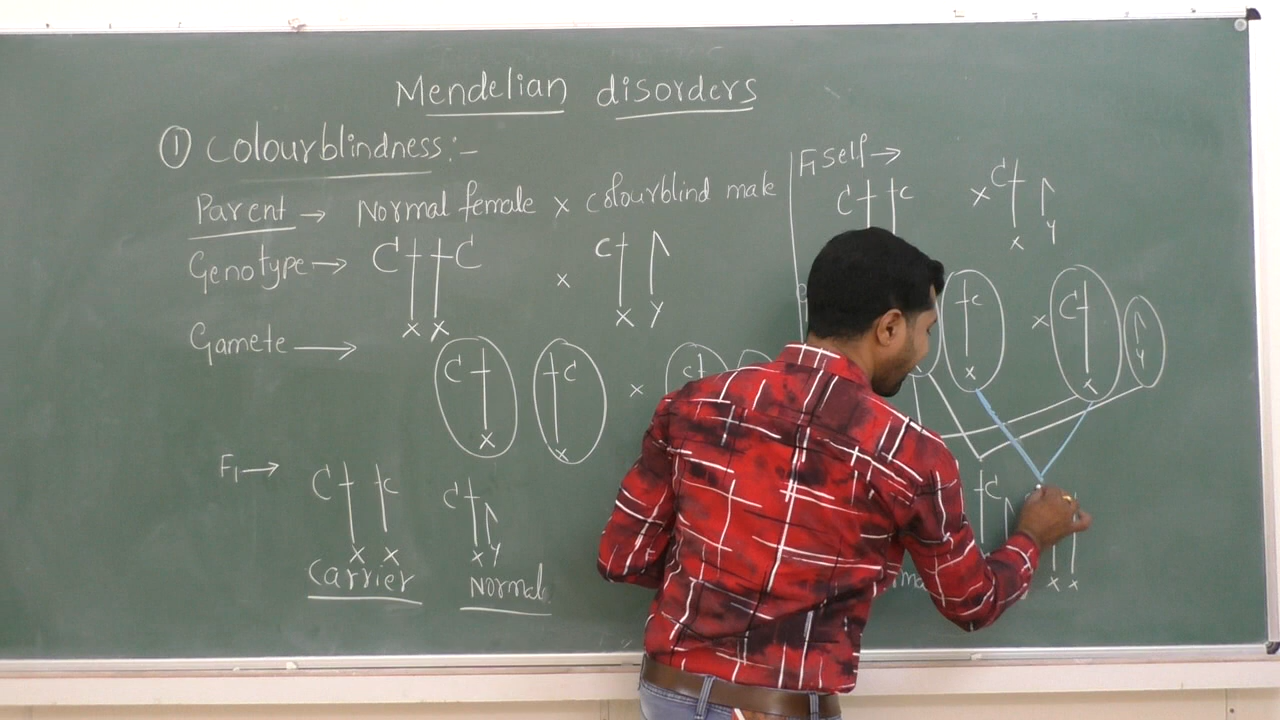 Mendelian disorders
① Colourblindness:-
Parent → Normal female × colourblind male
Genotype → C C × c
x x x y
Gamete → C C × c
x x
F1 → C c C
x x x y
Carrier Normal
F1 self →
C c × C
x y
c × C
x x y
C
x x